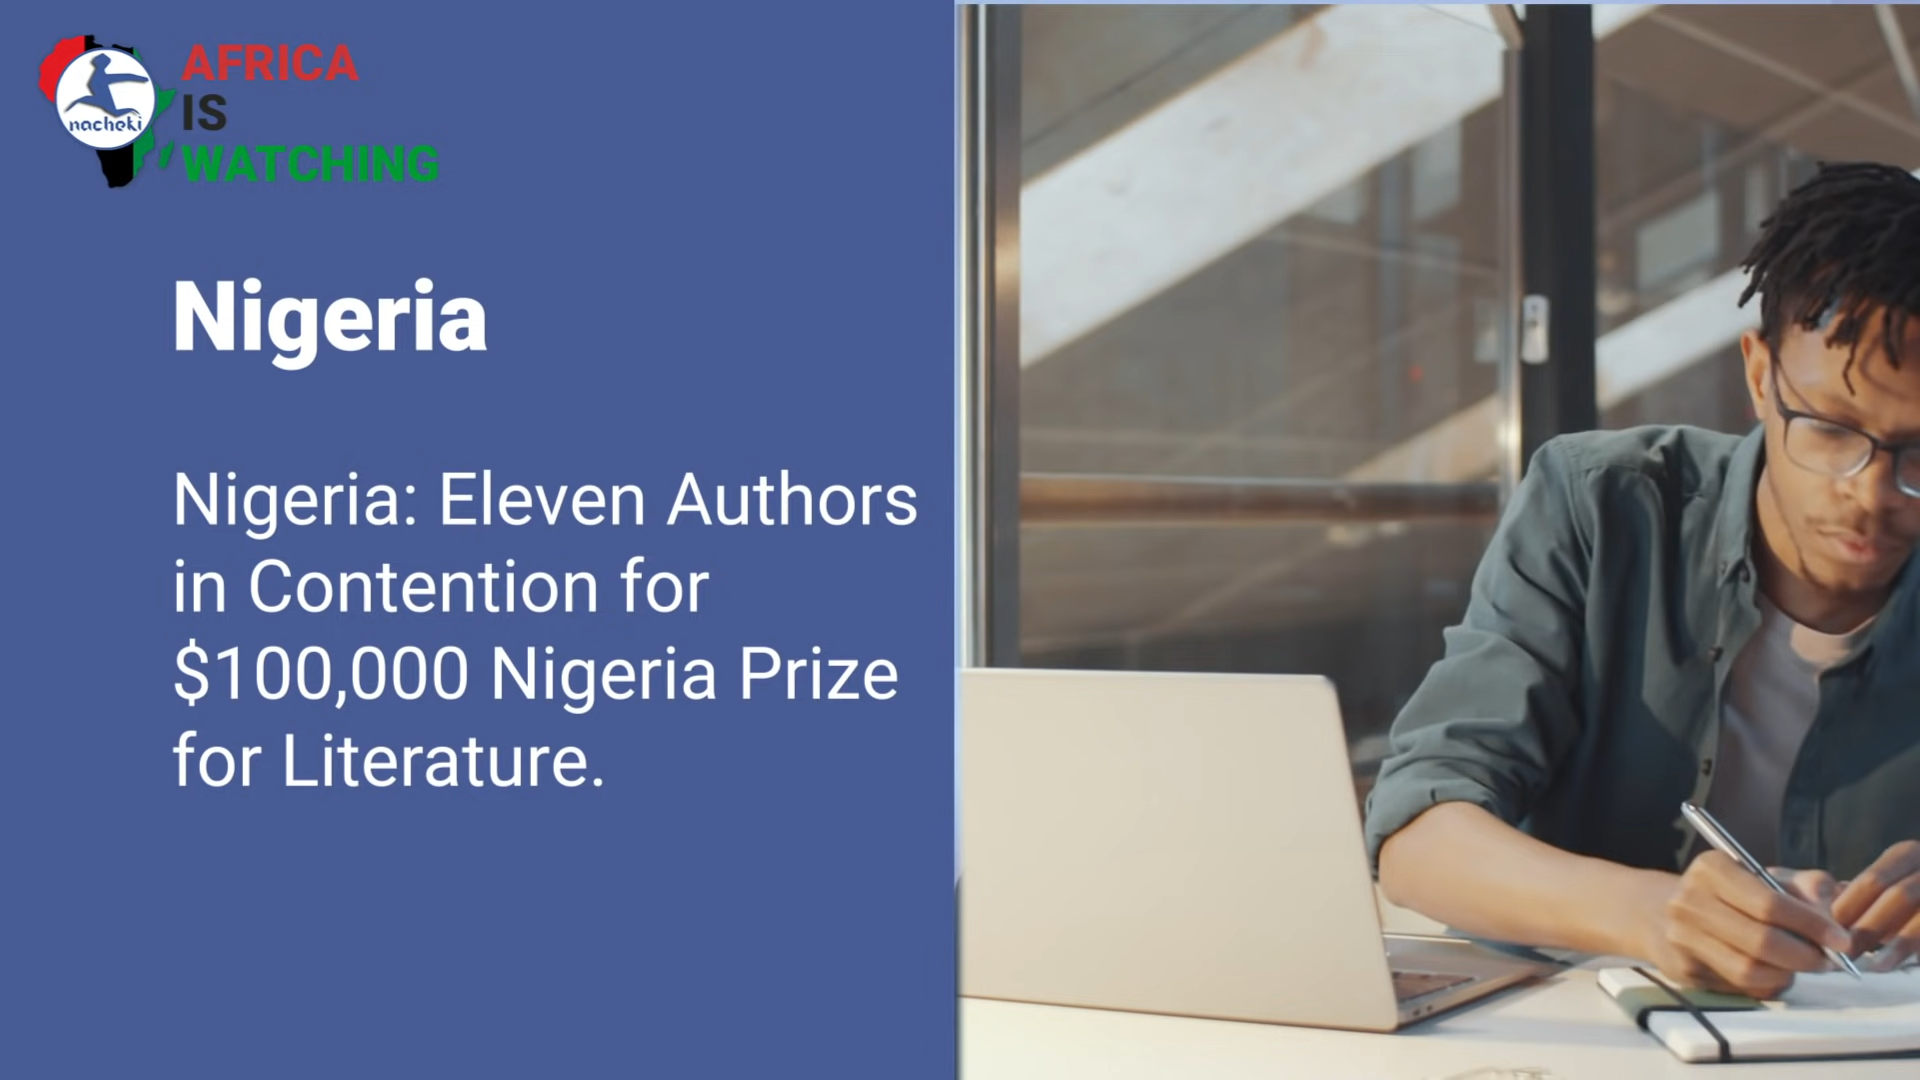 AFRICA
IS
WATCHING
nacheki
Nigeria
Nigeria: Eleven Authors
in Contention for
$100,000 Nigeria Prize
for Literature.